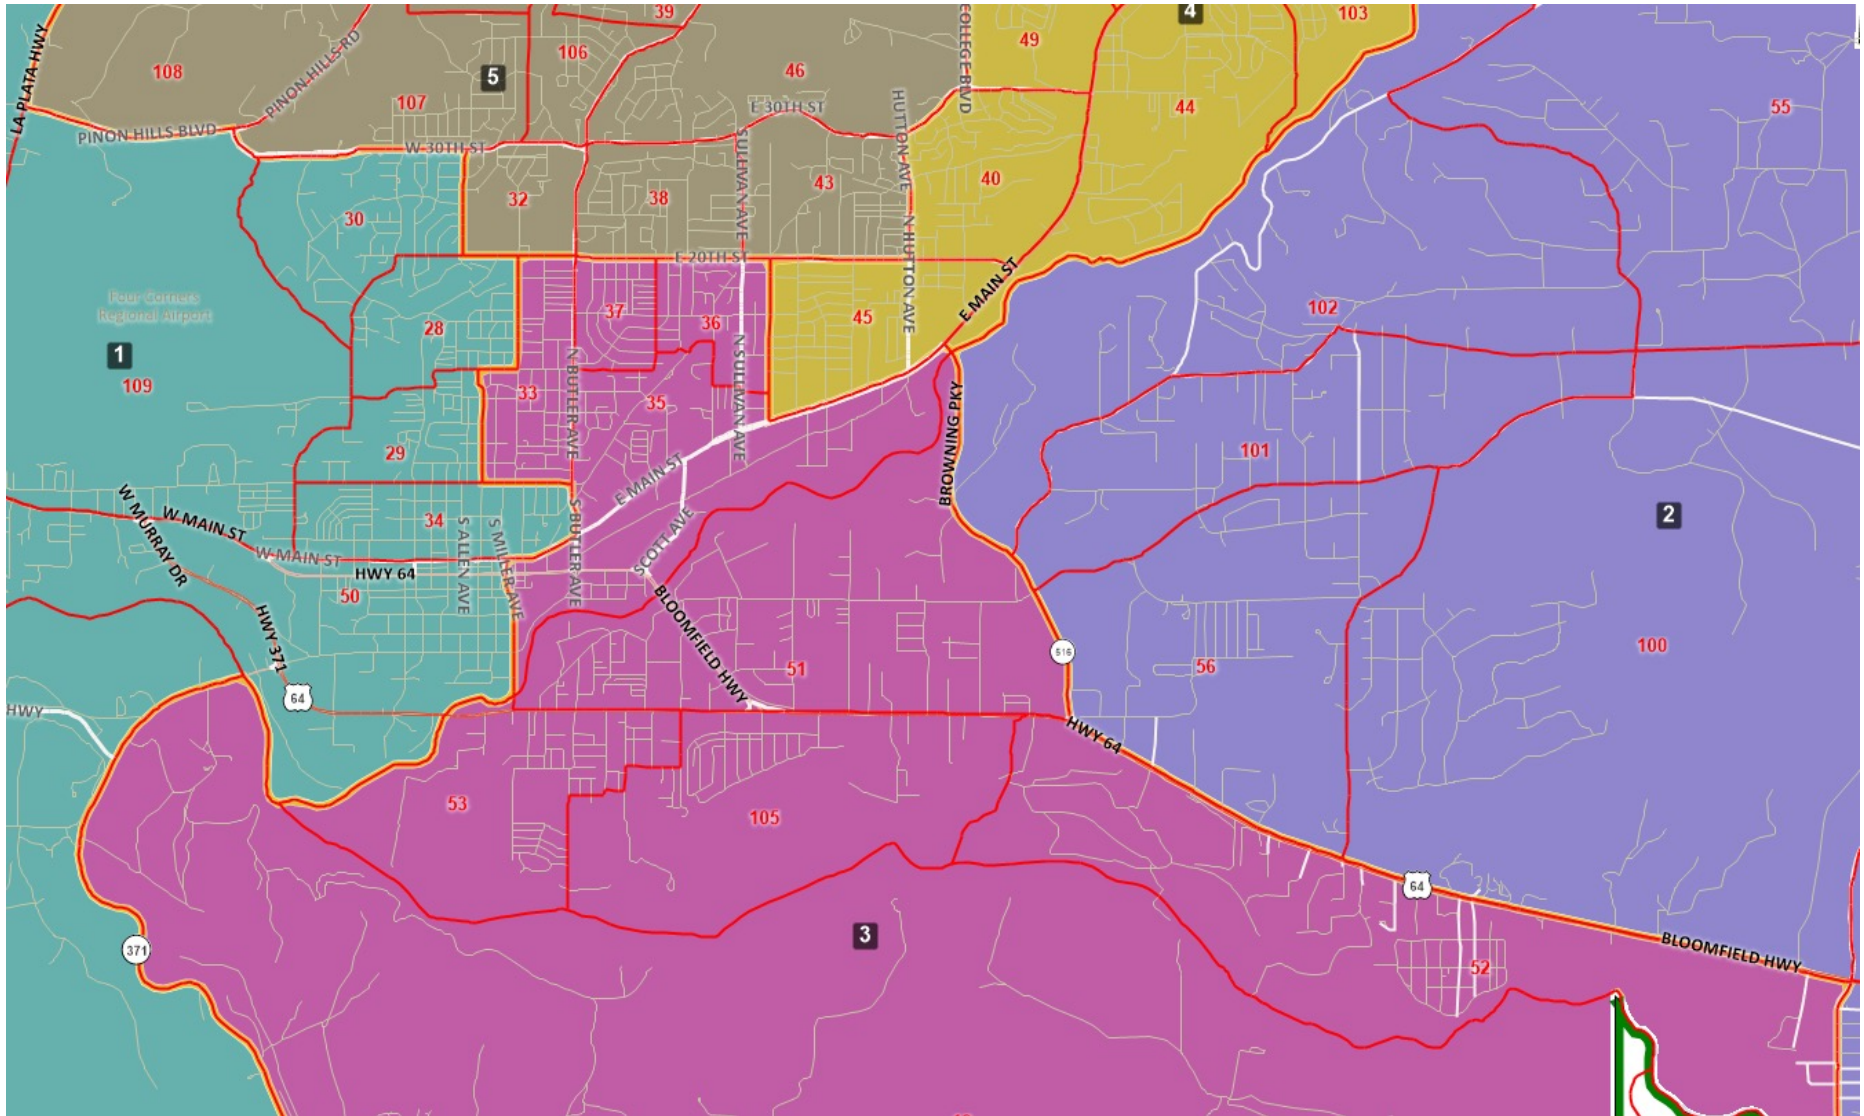 LA PLATA HWY
39
COLLEGE BLVD
4
103
49
106
108
5
PINON HILLS RD
46
107
E 30TH ST
44
55
PINON HILLS BLVD
W 30TH ST
SULLIVAN AVE
HUTTON AVE
43
40
32
38
30
N HUTTON AVE
E 20TH ST
Four Corners
Regional Airport
E MAIN ST
102
37
36
45
28
1
109
N BUTLER AVE
N SULLIVAN AVE
33
35
BROWNING PKY
29
101
E MAIN ST
W MURRAY DR
W MAIN ST
34
S ALLEN AVE
S MILLER AVE
S BUTLER AVE
SCOTT AVE
2
W MAIN ST
HWY 64
50
HWY 371
BLOOMFIELD HWY
516
51
56
100
64
HWY
HWY 64
53
105
64
3
371
52
BLOOMFIELD HWY